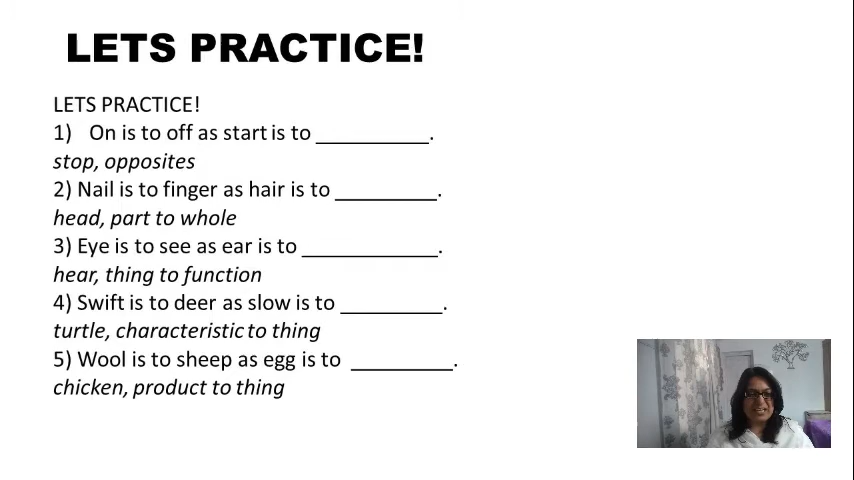 LETS PRACTICE!
LETS PRACTICE!
1) On is to off as start is to __________.
stop, opposites
2) Nail is to finger as hair is to _________.
head, part to whole
3) Eye is to see as ear is to ____________.
hear, thing to function
4) Swift is to deer as slow is to _________.
turtle, characteristic to thing
5) Wool is to sheep as egg is to _________.
chicken, product to thing